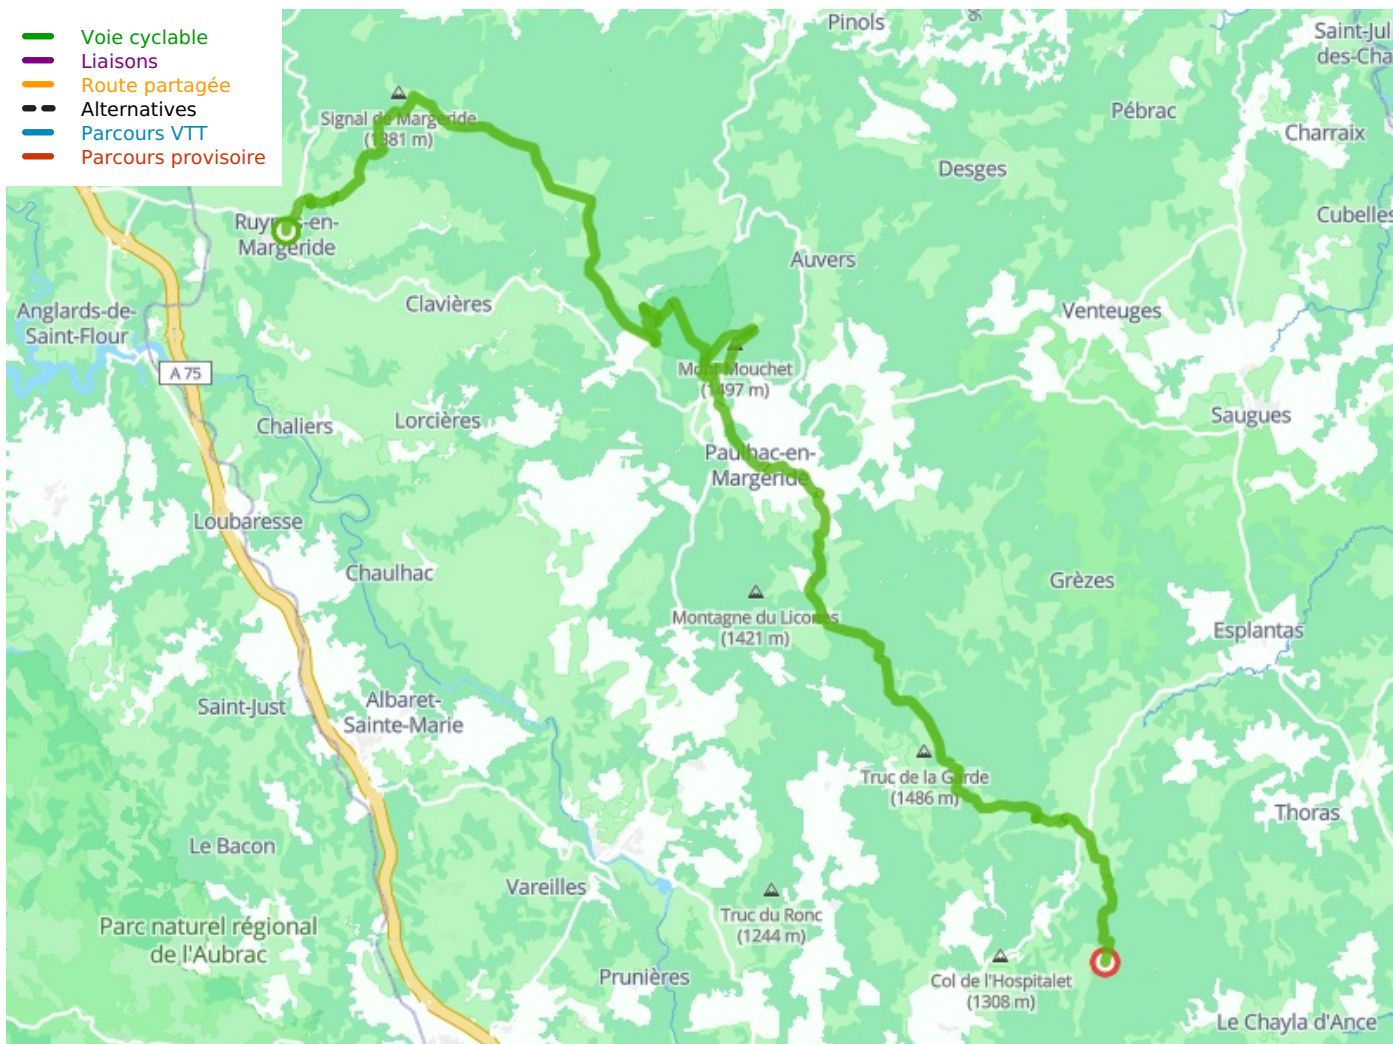 Voie cyclable
Liaisons
Route partagée
Alternatives
Parcours VTT
Parcours provisoire
Pinols
Saint-Jul
des-Cha
Signal de Margeride
(1381 m)
Pébrac
Charraix
Desges
Cubelles
Ruynes-en-
Margeride
Auvers
Clavières
Venteuges
Anglards-de-
Saint-Flour
A 75
Mont Mouchet
(1497 m)
Chaliers
Lorcières
Saugues
Paulhac-en-
Margeride
Loubaresse
Chaulhac
Grèzes
Montagne du Licones
(1421 m)
Esplantas
Saint-Just
Albaret-
Sainte-Marie
Truc de la Garde
(1486 m)
Thoras
Le Bacon
Vareilles
Truc du Ronc
(1244 m)
Parc naturel régional
de l'Aubrac
Prunières
Col de l'Hospitalet
(1308 m)
Le Chayla d'Ance